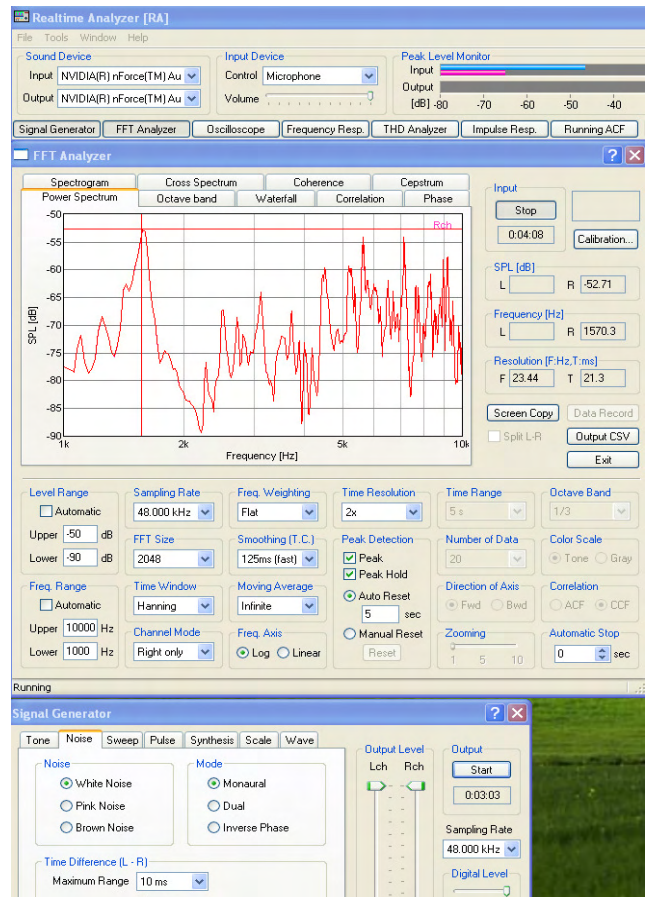 Realtime Analyzer [RA]
File Tools Window Help
Sound Device
Input NVIDIA(R) nForce(TM) Au
Output NVIDIA(R) nForce(TM) Au
Input Device
Control Microphone
Volume
Peak Level Monitor
Input
Output
[dB] -80 -70 -60 -50 -40
Signal Generator FFT Analyzer Oscilloscope Frequency Resp. THD Analyzer Impulse Resp. Running ACF
FFT Analyzer
Spectrogram Cross Spectrum Coherence Cepstrum
Power Spectrum Octave band Waterfall Correlation Phase
Rch
SPL [dB]
-50
-55
-60
-65
-70
-75
-80
-85
-90
1k 2k 5k 10k
Frequency [Hz]
Input
Stop
0:04:08
Calibration...
SPL [dB]
L R -52.71
Frequency [Hz]
L R 1570.3
Resolution [F:Hz,T:ms]
F 23.44 T 21.3
Screen Copy Data Record
Split L-R Output CSV
Exit
Level Range
Automatic
Upper -50 dB
Lower -90 dB
Freq. Range
Automatic
Upper 10000 Hz
Lower 1000 Hz
Sampling Rate
48.000 kHz
FFT Size
2048
Time Window
Hanning
Channel Mode
Right only
Freq. Weighting
Flat
Smoothing (T.C.)
125ms (fast)
Moving Average
Infinite
Freq. Axis
Log Linear
Time Resolution
2x
Peak Detection
Peak
Peak Hold
Auto Reset
5 sec
Manual Reset
Reset
Time Range
5 s
Number of Data
20
Direction of Axis
Fwd Bwd
Zooming
1 5 10
Octave Band
1/3
Color Scale
Tone Gray
Correlation
ACF CCF
Automatic Stop
0 sec
Running
Signal Generator
Tone Noise Sweep Pulse Synthesis Scale Wave
Noise
White Noise
Pink Noise
Brown Noise
Mode
Monaural
Dual
Inverse Phase
Time Difference (L - R)
Maximum Range 10 ms
Output Level
Lch Rch
Output
Start
0:03:03
Sampling Rate
48.000 kHz
Digital Level